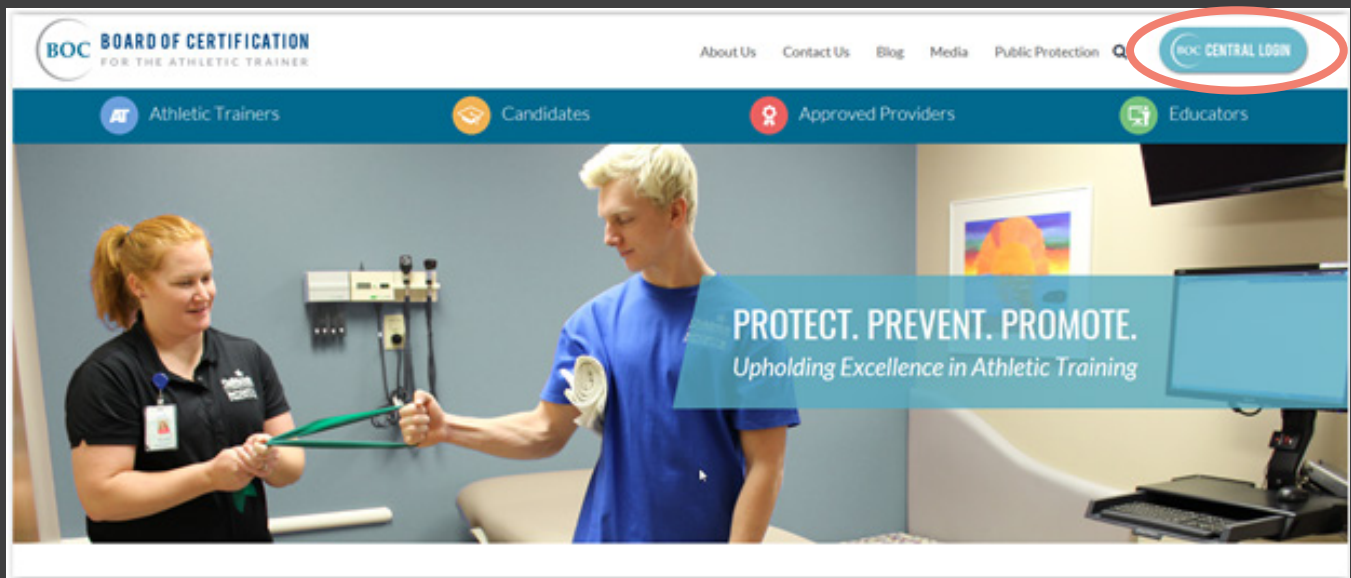 BOC BOARD OF CERTIFICATION
FOR THE ATHLETIC TRAINER
About Us Contact Us Blog Media Public Protection
BOC CENTRAL LOGIN
AT Athletic Trainers Candidates Approved Providers Educators
PROTECT. PREVENT. PROMOTE.
Upholding Excellence in Athletic Training